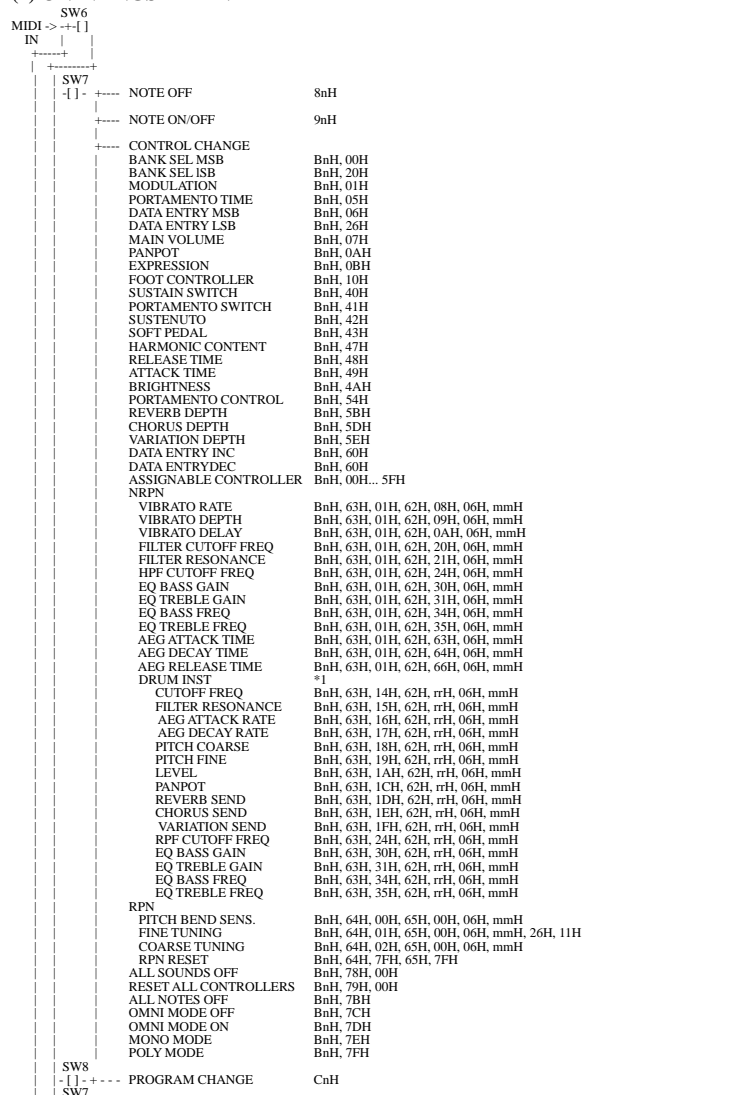 SW6
MIDI -> -+-[ ]
IN | |
+-----+ |
| +--------+
| | SW7
| | -[ ] - +---- NOTE OFF 8nH
| | |
| | +---- NOTE ON/OFF 9nH
| | |
| | +---- CONTROL CHANGE
| | | BANK SEL MSB BnH, 00H
| | | BANK SEL lSB BnH, 20H
| | | MODULATION BnH, 01H
| | | PORTAMENTO TIME BnH, 05H
| | | DATA ENTRY MSB BnH, 06H
| | | DATA ENTRY LSB BnH, 26H
| | | MAIN VOLUME BnH, 07H
| | | PANPOT BnH, 0AH
| | | EXPRESSION BnH, 0BH
| | | FOOT CONTROLLER BnH, 10H
| | | SUSTAIN SWITCH BnH, 40H
| | | PORTAMENTO SWITCH BnH, 41H
| | | SUSTENUTO BnH, 42H
| | | SOFT PEDAL BnH, 43H
| | | HARMONIC CONTENT BnH, 47H
| | | RELEASE TIME BnH, 48H
| | | ATTACK TIME BnH, 49H
| | | BRIGHTNESS BnH, 4AH
| | | PORTAMENTO CONTROL BnH, 54H
| | | REVERB DEPTH BnH, 5BH
| | | CHORUS DEPTH BnH, 5DH
| | | VARIATION DEPTH BnH, 5EH
| | | DATA ENTRY INC BnH, 60H
| | | DATA ENTRYDEC BnH, 60H
| | | ASSIGNABLE CONTROLLER BnH, 00H... 5FH
| | | NRPN
| | | VIBRATO RATE BnH, 63H, 01H, 62H, 08H, 06H, mmH
| | | VIBRATO DEPTH BnH, 63H, 01H, 62H, 09H, 06H, mmH
| | | VIBRATO DELAY BnH, 63H, 01H, 62H, 0AH, 06H, mmH
| | | FILTER CUTOFF FREQ BnH, 63H, 01H, 62H, 20H, 06H, mmH
| | | FILTER RESONANCE BnH, 63H, 01H, 62H, 21H, 06H, mmH
| | | HPF CUTOFF FREQ BnH, 63H, 01H, 62H, 24H, 06H, mmH
| | | EQ BASS GAIN BnH, 63H, 01H, 62H, 30H, 06H, mmH
| | | EQ TREBLE GAIN BnH, 63H, 01H, 62H, 31H, 06H, mmH
| | | EQ BASS FREQ BnH, 63H, 01H, 62H, 34H, 06H, mmH
| | | EQ TREBLE FREQ BnH, 63H, 01H, 62H, 35H, 06H, mmH
| | | AEG ATTACK TIME BnH, 63H, 01H, 62H, 63H, 06H, mmH
| | | AEG DECAY TIME BnH, 63H, 01H, 62H, 64H, 06H, mmH
| | | AEG RELEASE TIME BnH, 63H, 01H, 62H, 66H, 06H, mmH
| | | DRUM INST *1
| | | CUTOFF FREQ BnH, 63H, 14H, 62H, rrH, 06H, mmH
| | | FILTER RESONANCE BnH, 63H, 15H, 62H, rrH, 06H, mmH
| | | AEG ATTACK RATE BnH, 63H, 16H, 62H, rrH, 06H, mmH
| | | AEG DECAY RATE BnH, 63H, 17H, 62H, rrH, 06H, mmH
| | | PITCH COARSE BnH, 63H, 18H, 62H, rrH, 06H, mmH
| | | PITCH FINE BnH, 63H, 19H, 62H, rrH, 06H, mmH
| | | LEVEL BnH, 63H, 1AH, 62H, rrH, 06H, mmH
| | | PANPOT BnH, 63H, 1CH, 62H, rrH, 06H, mmH
| | | REVERB SEND BnH, 63H, 1DH, 62H, rrH, 06H, mmH
| | | CHORUS SEND BnH, 63H, 1EH, 62H, rrH, 06H, mmH
| | | VARIATION SEND BnH, 63H, 1FH, 62H, rrH, 06H, mmH
| | | RPF CUTOFF FREQ BnH, 63H, 24H, 62H, rrH, 06H, mmH
| | | EQ BASS GAIN BnH, 63H, 30H, 62H, rrH, 06H, mmH
| | | EQ TREBLE GAIN BnH, 63H, 31H, 62H, rrH, 06H, mmH
| | | EQ BASS FREQ BnH, 63H, 34H, 62H, rrH, 06H, mmH
| | | EQ TREBLE FREQ BnH, 63H, 35H, 62H, rrH, 06H, mmH
| | | RPN
| | | PITCH BEND SENS. BnH, 64H, 00H, 65H, 00H, 06H, mmH
| | | FINE TUNING BnH, 64H, 01H, 65H, 00H, 06H, mmH, 26H, 11H
| | | COARSE TUNING BnH, 64H, 02H, 65H, 00H, 06H, mmH
| | | RPN RESET BnH, 64H, 7FH, 65H, 7FH
| | | ALL SOUNDS OFF BnH, 78H, 00H
| | | RESET ALL CONTROLLERS BnH, 79H, 00H
| | | ALL NOTES OFF BnH, 7BH
| | | OMNI MODE OFF BnH, 7CH
| | | OMNI MODE ON BnH, 7DH
| | | MONO MODE BnH, 7EH
| | | POLY MODE BnH, 7FH
| | SW8
| | - [ ] - + - - - PROGRAM CHANGE CnH
| | SW7